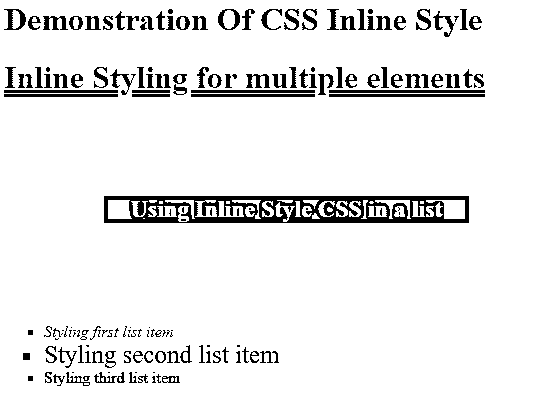 Demonstration Of CSS Inline Style
Inline Styling for multiple elements
Using Inline Style CSS in a list
Styling first list item
Styling second list item
Styling third list item